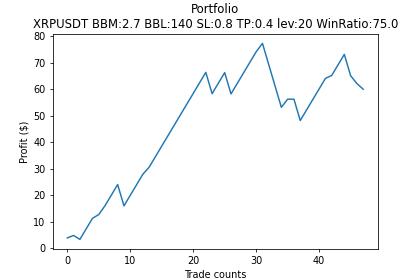 Portfolio
XRPUSDT BBM:2.7 BBL:140 SL:0.8 TP:0.4 lev:20 WinRatio:75.0
80
70
60
50
40
30
20
10
0
Profit ($)
0 10 20 30 40
Trade counts